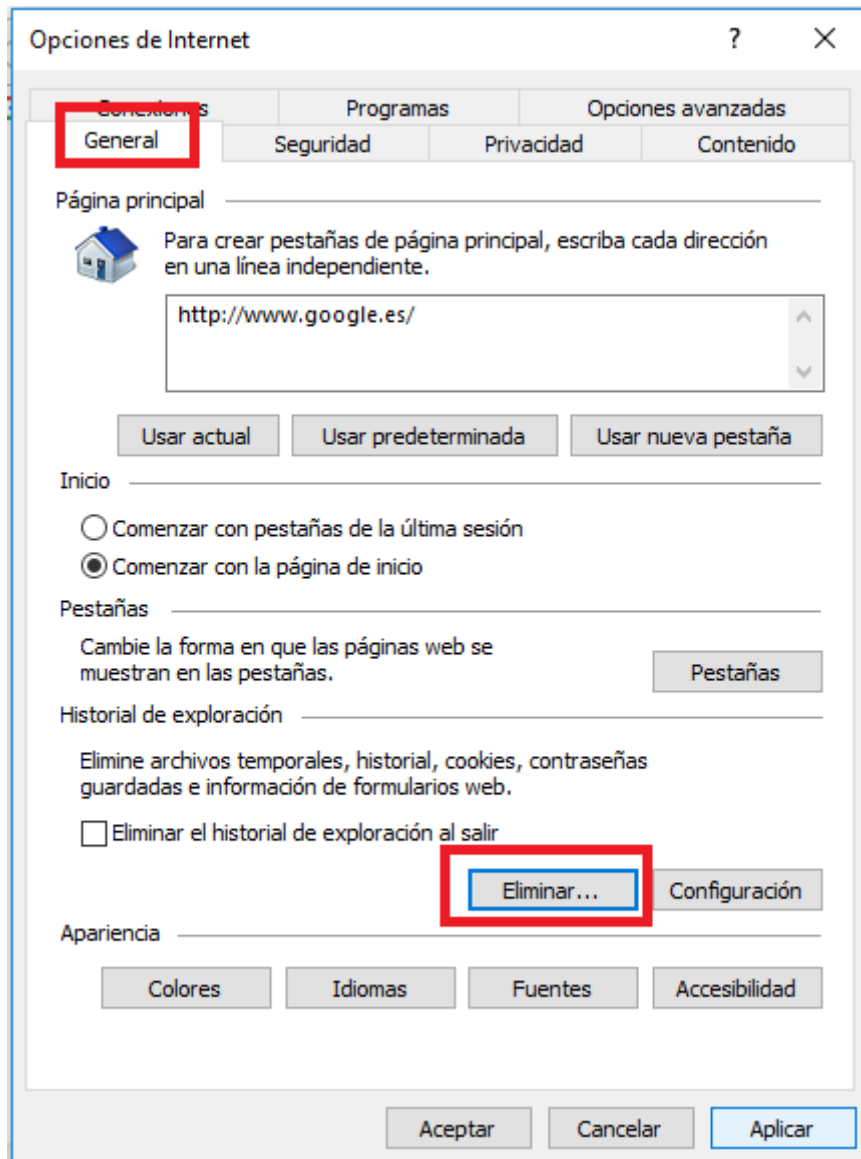 Opciones de Internet ? ×
Conexiones Programas Opciones avanzadas
General Seguridad Privacidad Contenido
Página principal
Para crear pestañas de página principal, escriba cada dirección
en una línea independiente.
http://www.google.es/
Usar actual Usar predeterminada Usar nueva pestaña
Inicio
Comenzar con pestañas de la última sesión
Comenzar con la página de inicio
Pestañas
Cambie la forma en que las páginas web se
muestran en las pestañas.
Pestañas
Historial de exploración
Elimine archivos temporales, historial, cookies, contraseñas
guardadas e información de formularios web.
Eliminar el historial de exploración al salir
Eliminar... Configuración
Apariencia
Colores Idiomas Fuentes Accesibilidad
Aceptar Cancelar Aplicar